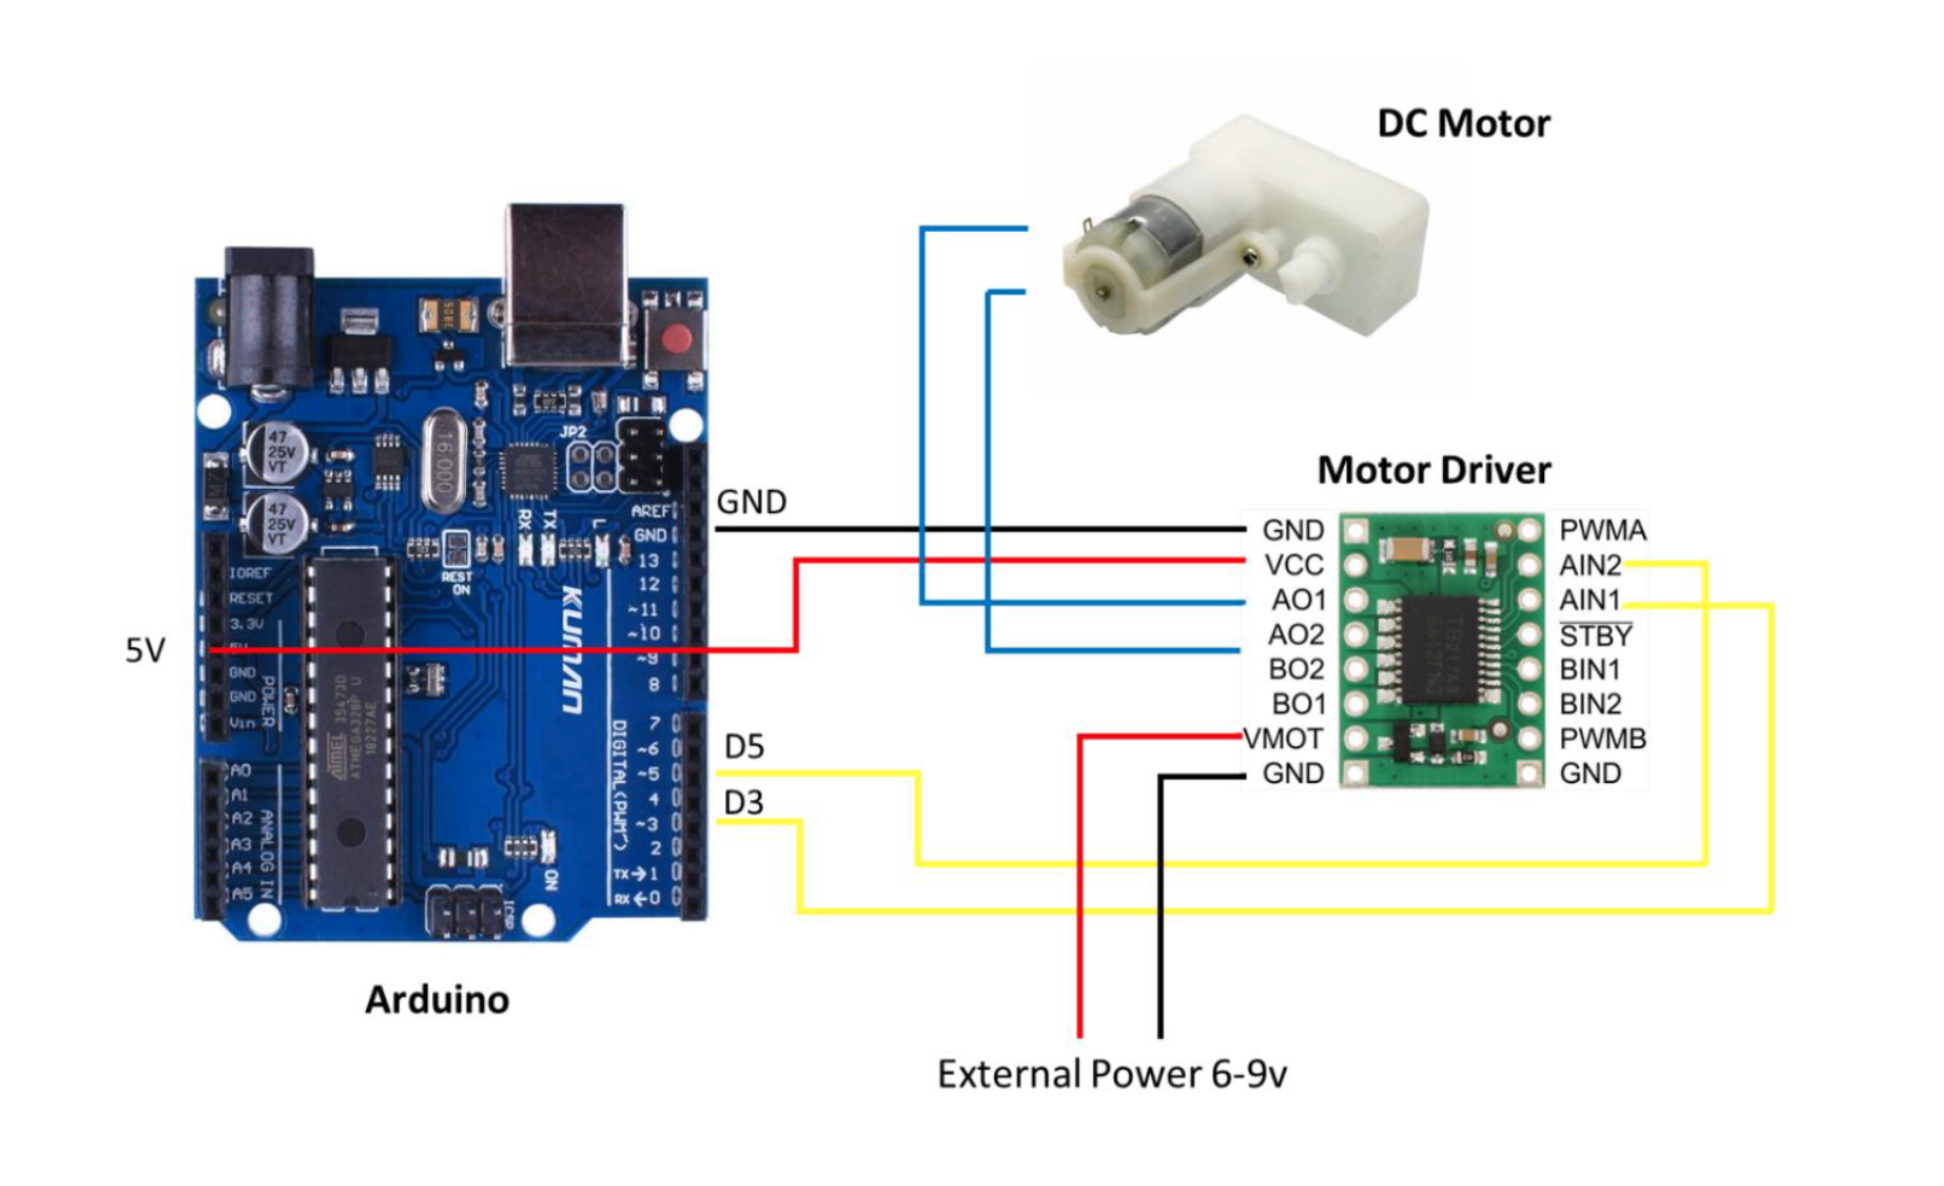 DC Motor
Motor Driver
GND
5V
D5
D3
GND
VCC
AO1
AO2
BO2
BO1
VMOT
GND
PWMA
AIN2
AIN1
STBY
BIN1
BIN2
PWMB
GND
47
25V
VT
47
25V
VT
16.000
JP2
RX
TX
L
REST
ON
KUMAN
IOREF
RESET
3.3V
GND
GND
Vin
POWER
A0
A1
A2
A3
A4
A5
ANALOG IN
ATMEL
ATMEGA328P U
AREF
GND
13
12
~11
~10
~9
8
7
~6
~5
4
~3
2
TX→1
RX←0
DIGITAL(PWM~)
ON
ICSP
Arduino
External Power 6-9v